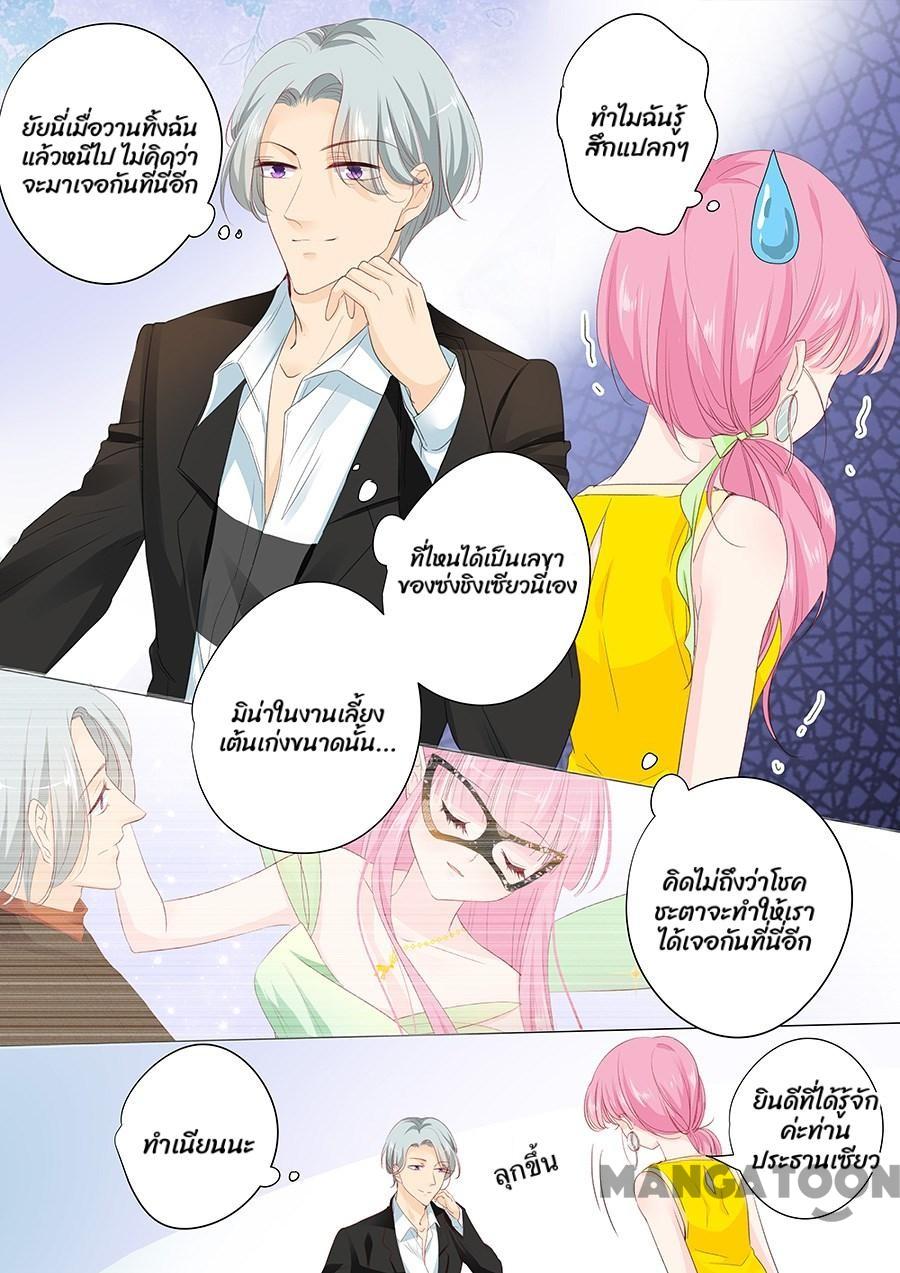 ยัยนี่เมื่อวานทิ้งฉัน
แล้วหนีไป ไม่คิดว่า
จะมาเจอกันที่นี่อีก
ทำไมฉันรู้
สึกแปลกๆ
ที่ไหนได้เป็นเลขา
ของซ่งชิงเซียวนี่เอง
มิน่าในงานเลี้ยง
เต้นเก่งขนาดนั้น...
คิดไม่ถึงว่าโชค
ชะตาจะทำให้เรา
ได้เจอกันที่นี่อีก
ทำเนียนนะ
ลุกขึ้น
ยินดีที่ได้รู้จัก
ค่ะท่าน
ประธานเซียว
MANGATOON